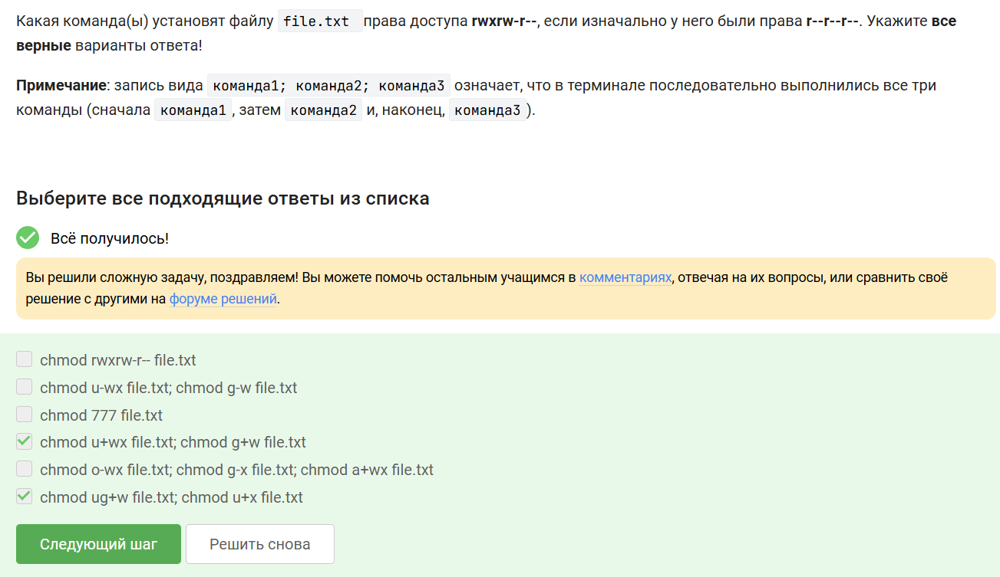 Какая команда(ы) установят файлу file.txt права доступа rwxrw-r--, если изначально у него были права r--r--r--. Укажите все
верные варианты ответа!
Примечание: запись вида команда1; команда2; команда3 означает, что в терминале последовательно выполнились все три
команды (сначала команда1, затем команда2 и, наконец, команда3).
Выберите все подходящие ответы из списка
Всё получилось!
Вы решили сложную задачу, поздравляем! Вы можете помочь остальным учащимся в комментариях, отвечая на их вопросы, или сравнить своё
решение с другими на форуме решений.
chmod rwxrw-r-- file.txt
chmod u-wx file.txt; chmod g-w file.txt
chmod 777 file.txt
chmod u+wx file.txt; chmod g+w file.txt
chmod o-wx file.txt; chmod g-x file.txt; chmod a+wx file.txt
chmod ug+w file.txt; chmod u+x file.txt
Следующий шаг Решить снова